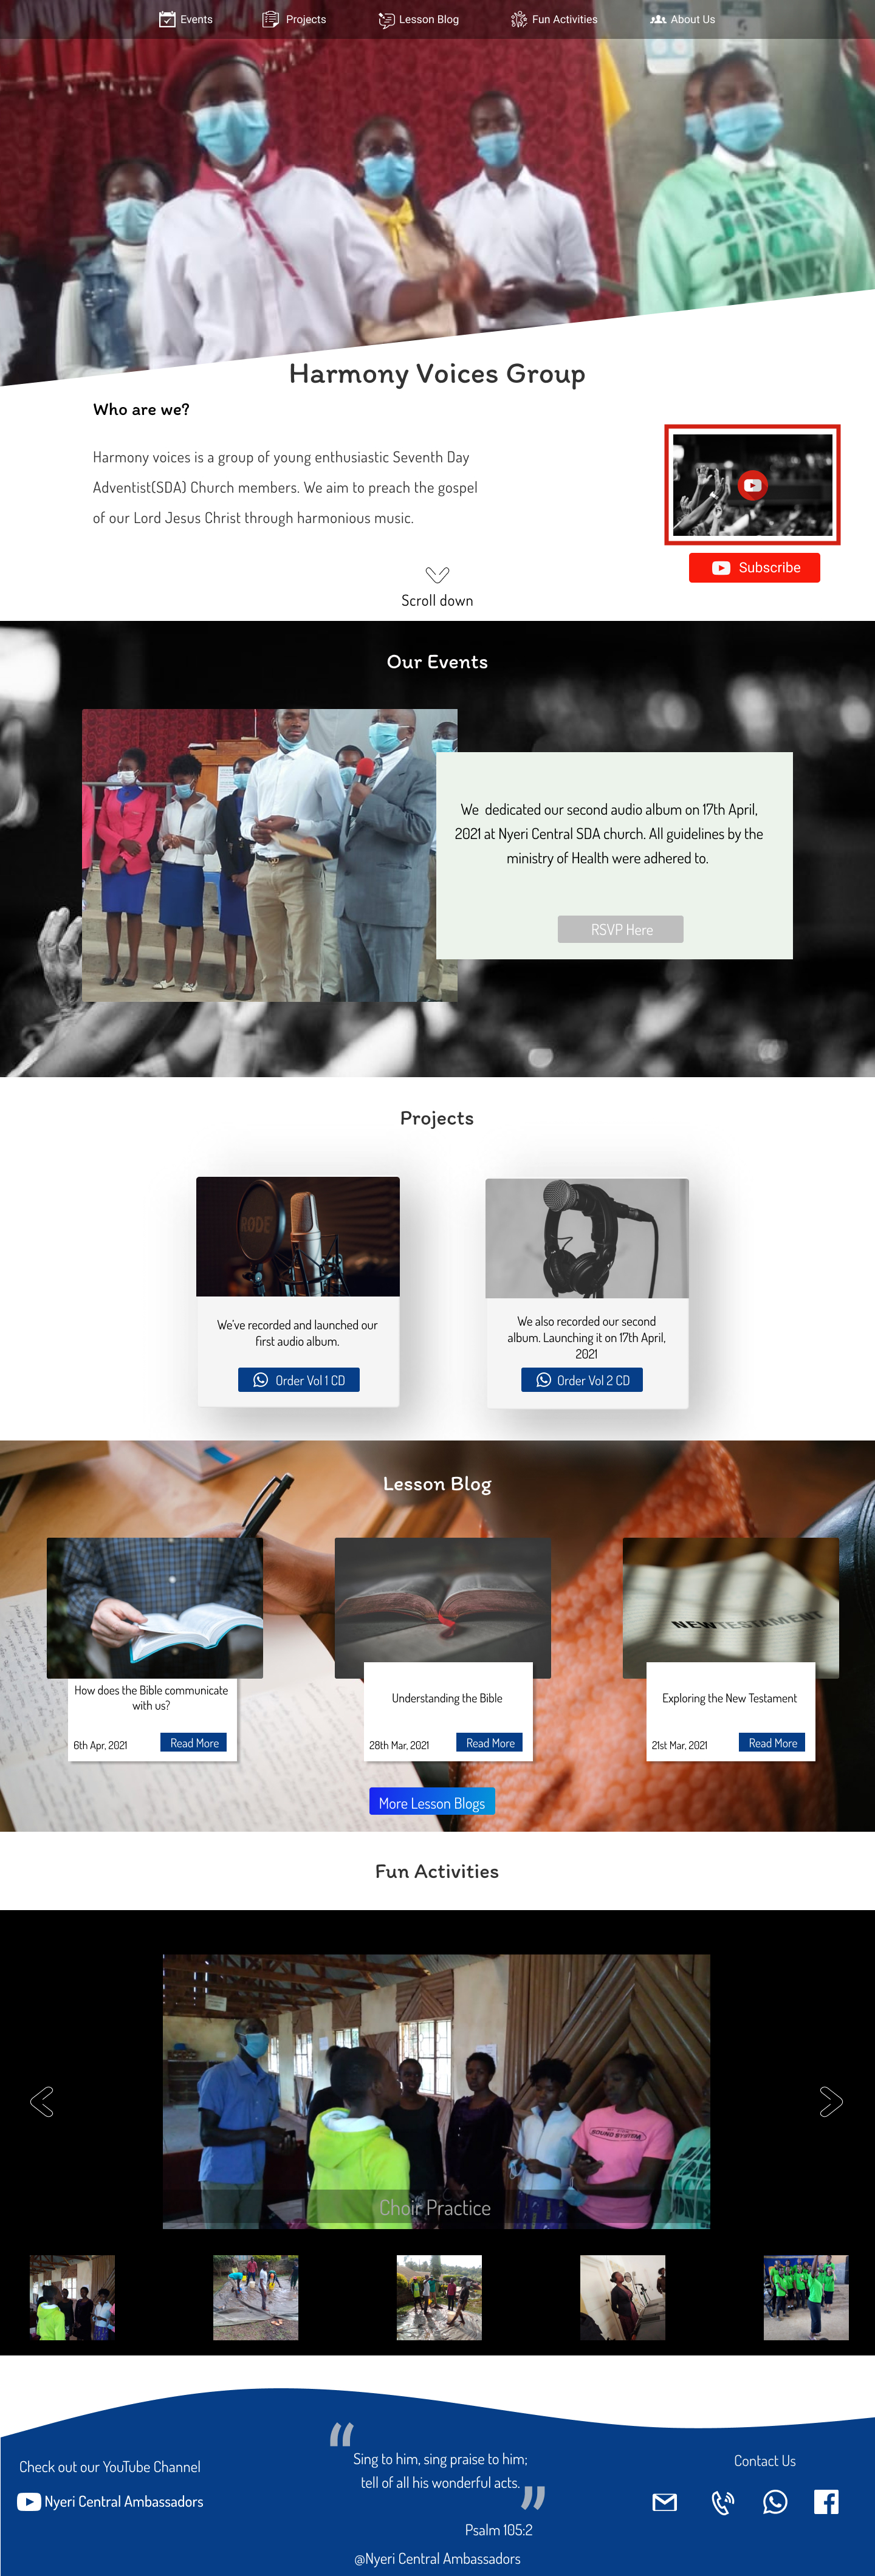 Events
Projects
Lesson Blog
Fun Activities
About Us
Harmony Voices Group
Who are we?
Harmony voices is a group of young enthusiastic Seventh Day
Adventist(SDA) Church members. We aim to preach the gospel
of our Lord Jesus Christ through harmonious music.
Subscribe
Scroll down
Our Events
We dedicated our second audio album on 17th April,
2021 at Nyeri Central SDA church. All guidelines by the
ministry of Health were adhered to.
RSVP Here
Projects
RODE
We've recorded and launched our
first audio album.
Order Vol 1 CD
We also recorded our second
album. Launching it on 17th April,
2021
Order Vol 2 CD
Lesson Blog
How does the Bible communicate
with us?
6th Apr, 2021
Read More
Understanding the Bible
28th Mar, 2021
Read More
NEW TESTAMENT
Exploring the New Testament
21st Mar, 2021
Read More
More Lesson Blogs
Fun Activities
SOUND SYSTEM
Choir Practice
Check out our YouTube Channel
Nyeri Central Ambassadors
“
Sing to him, sing praise to him;
tell of all his wonderful acts.
”
Psalm 105:2
@Nyeri Central Ambassadors
Contact Us